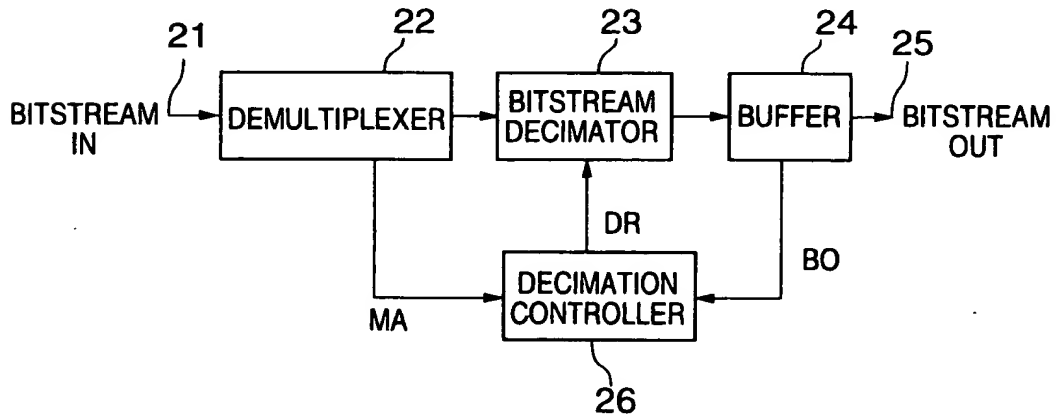 21
22
23
24
25
BITSTREAM
IN
DEMULTIPLEXER
BITSTREAM
DECIMATOR
BUFFER
BITSTREAM
OUT
DR
BO
MA
DECIMATION
CONTROLLER
26